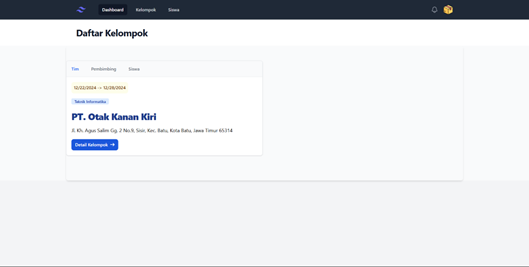 Dashboard Kelompok Siswa
Daftar Kelompok
Tim Pembimbing Siswa
12/22/2024 -> 12/28/2024
Teknik Informatika
PT. Otak Kanan Kiri
Jl. Kh. Agus Salim Gg. 2 No.9, Sisir, Kec. Batu, Kota Batu, Jawa Timur 65314
Detail Kelompok →